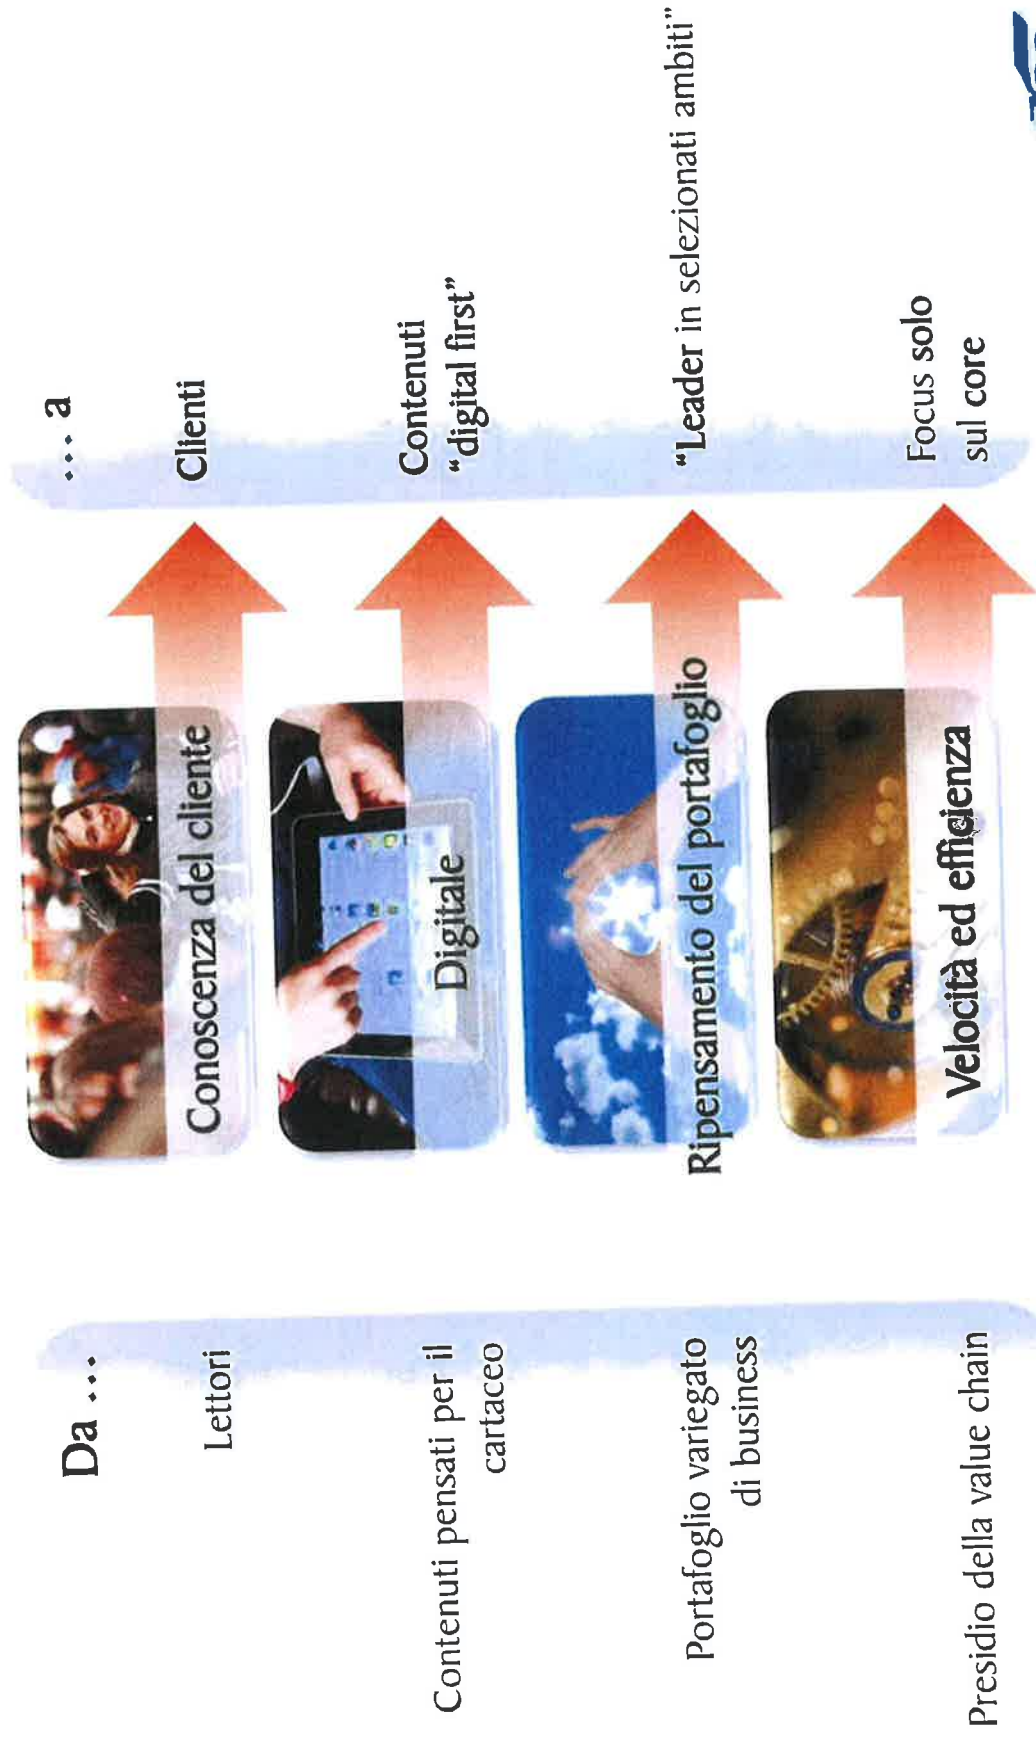 Da ...
... a
Lettori
Conoscenza del cliente
Clienti
Contenuti pensati per il
cartaceo
Digitale
Contenuti
“digital first”
Portafoglio variegato
di business
Ripensamento del portafoglio
“Leader in selezionati ambiti”
Presidio della value chain
Velocità ed efficienza
Focus solo
sul core